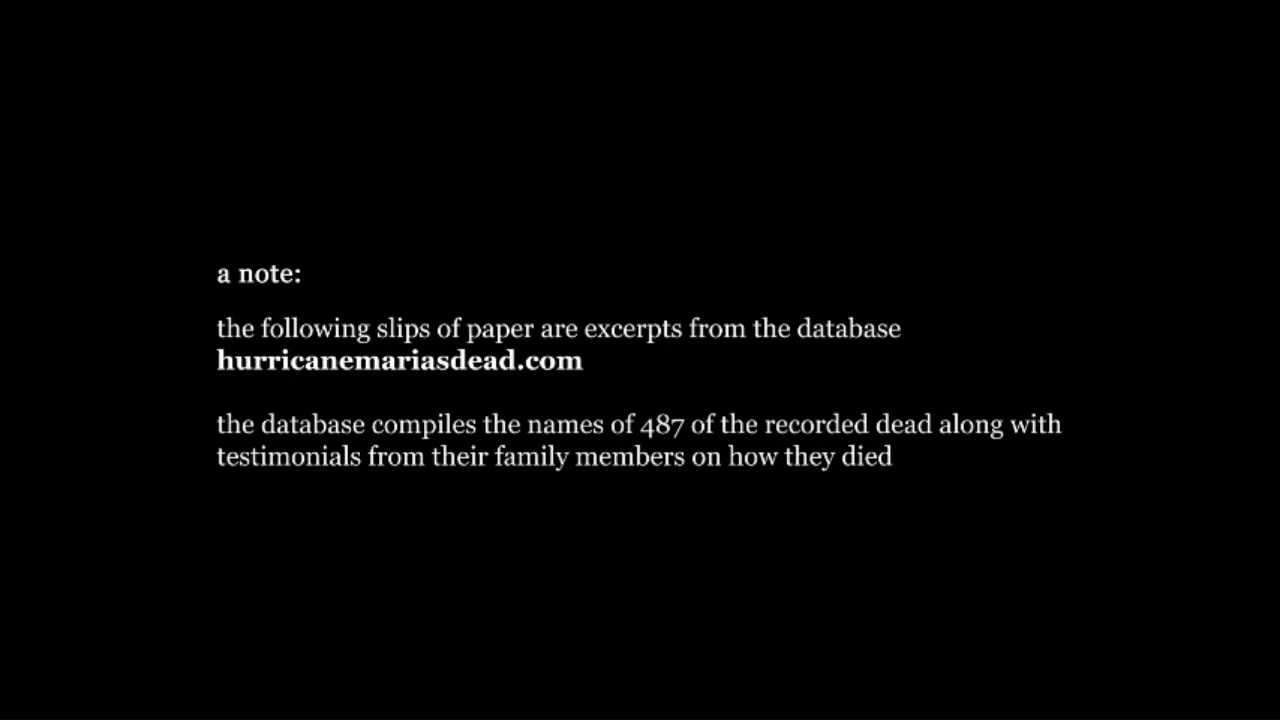 a note:
the following slips of paper are excerpts from the database
hurricanemariasdead.com
the database compiles the names of 487 of the recorded dead along with
testimonials from their family members on how they died